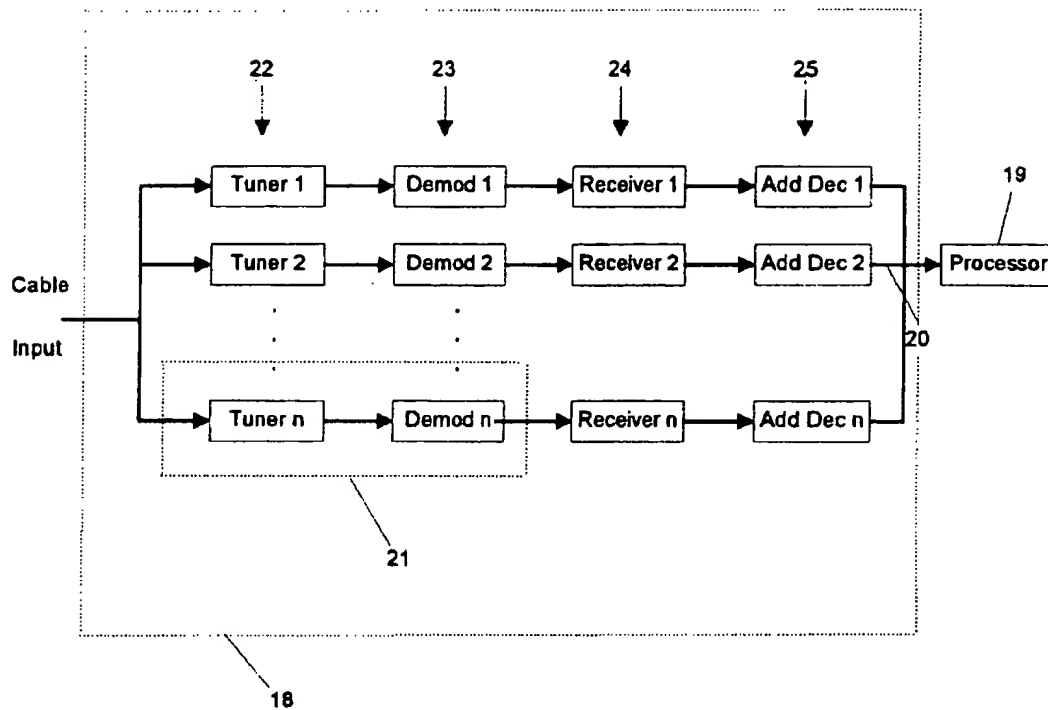 22 23 24 25
Tuner 1 Demod 1 Receiver 1 Add Dec 1
19
Tuner 2 Demod 2 Receiver 2 Add Dec 2 Processor
Cable
Input
20
Tuner n Demod n Receiver n Add Dec n
21
18